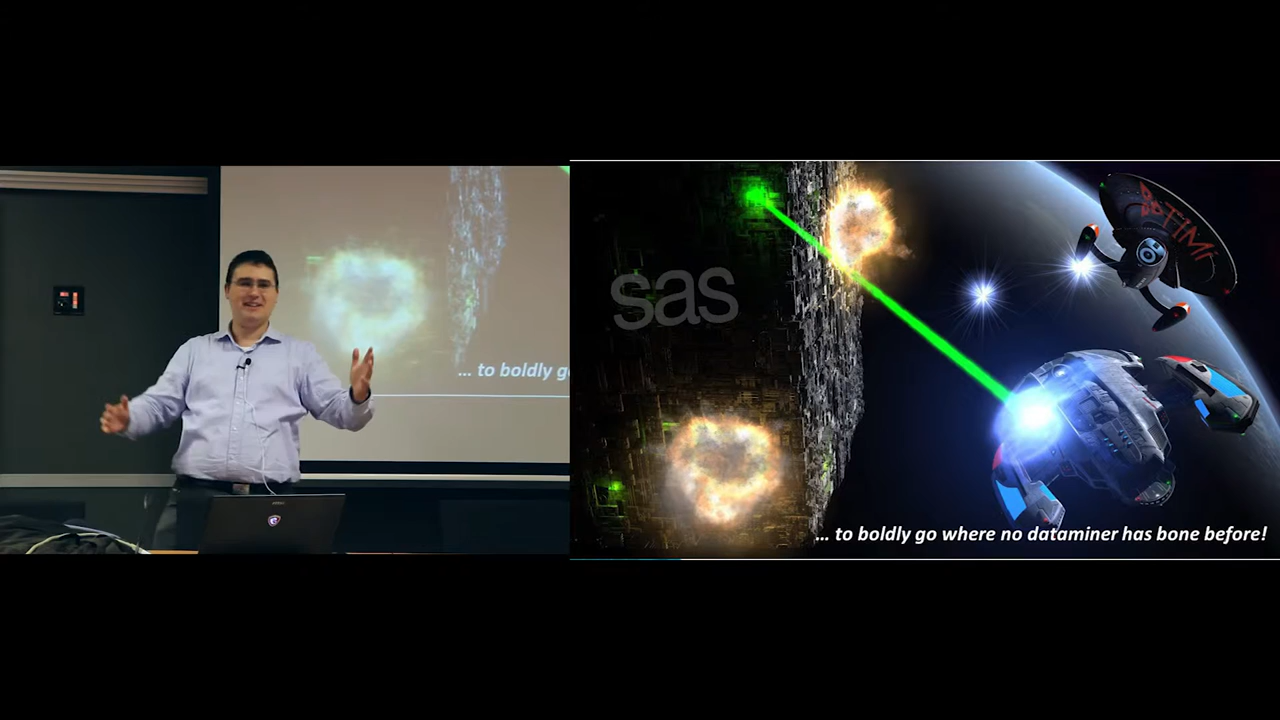 ... to boldly g
sas
... to boldly go where no dataminer has bone before!